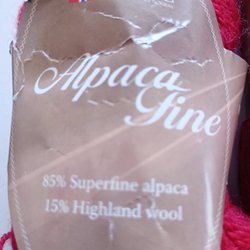 Alpaca
Fine
85% Superfine alpaca
15% Highland wool